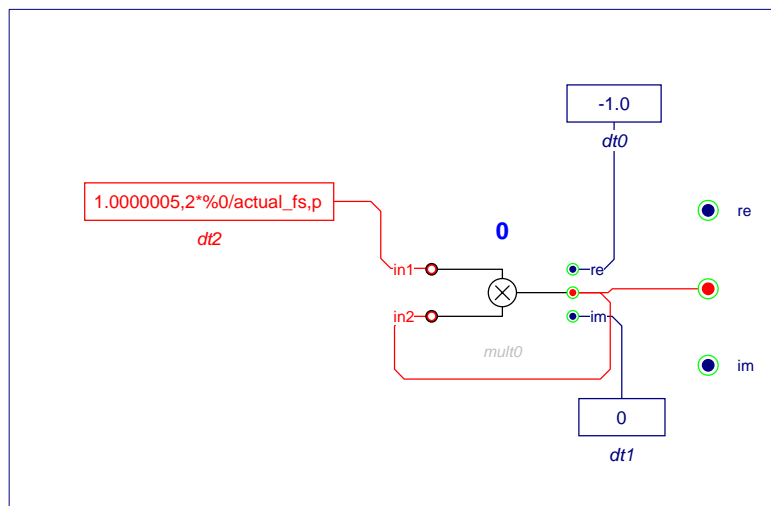 -1.0
dt0
1.0000005,2*%0/actual_fs,p
dt2
re
0
in1
re
in2
im
mult0
im
0
dt1